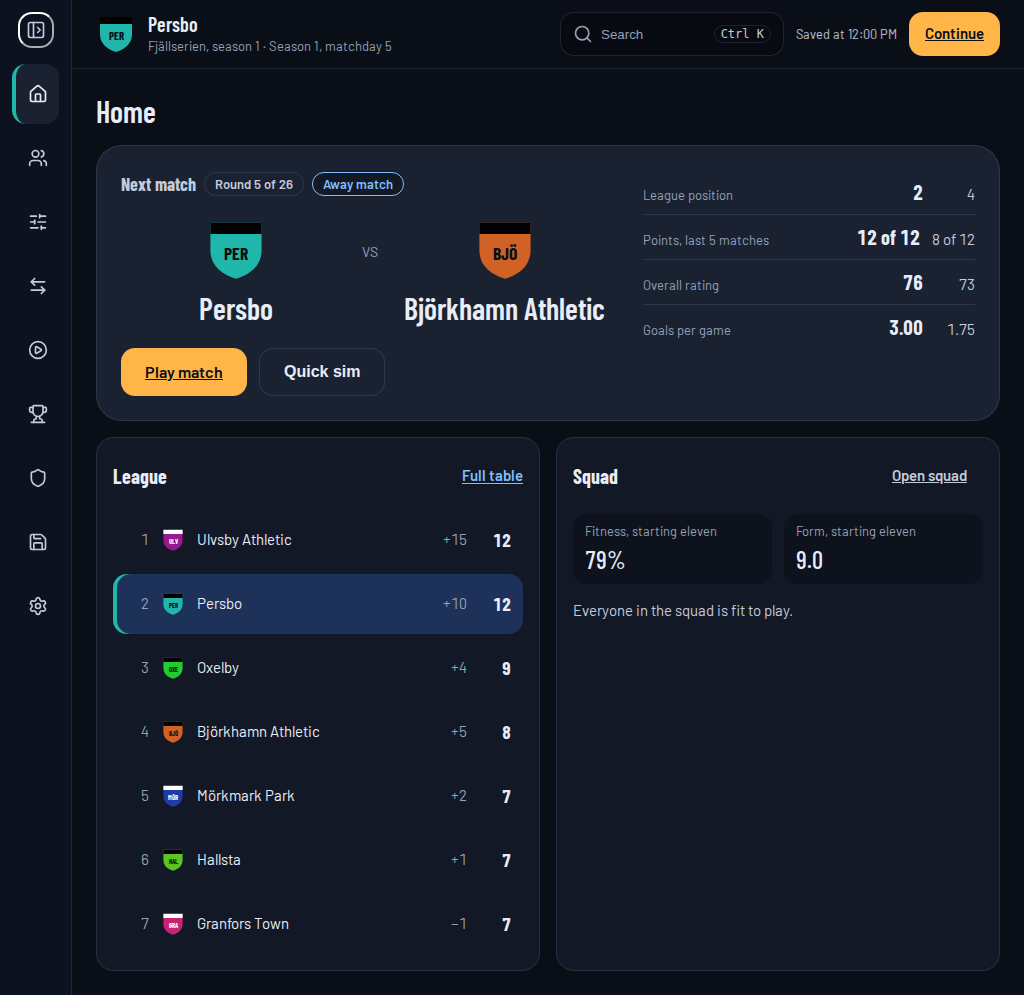 PER
Persbo
Fjällserien, season 1 · Season 1, matchday 5
Search
Ctrl K
Saved at 12:00 PM
Continue
Home
Next match
Round 5 of 26
Away match
PER
VS
BJÖ
Persbo
Björkhamn Athletic
Play match
Quick sim
League position 2 4
Points, last 5 matches 12 of 12 8 of 12
Overall rating 76 73
Goals per game 3.00 1.75
League
Full table
1 ULV Ulvsby Athletic +15 12
2 PER Persbo +10 12
3 OXE Oxelby +4 9
4 BJÖ Björkhamn Athletic +5 8
5 MÖR Mörkmark Park +2 7
6 HAL Hallsta +1 7
7 GRA Granfors Town −1 7
Squad
Open squad
Fitness, starting eleven
79%
Form, starting eleven
9.0
Everyone in the squad is fit to play.